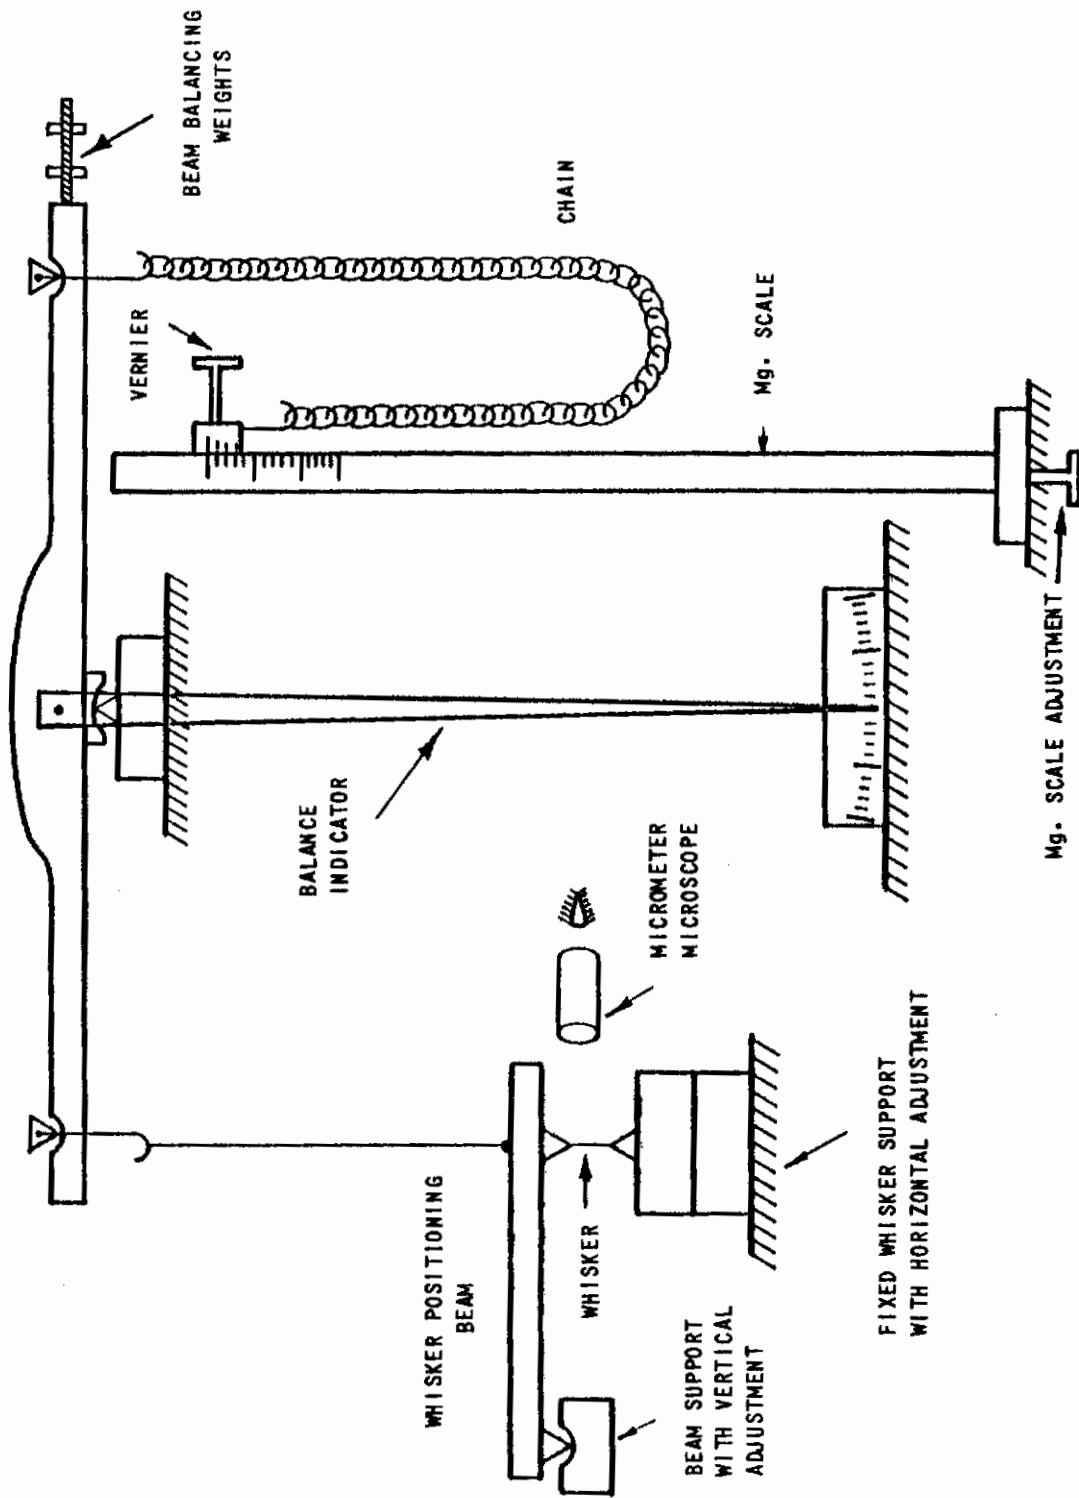 BEAM BALANCING
WEIGHTS
VERNIER
CHAIN
Mg. SCALE
BALANCE
INDICATOR
MICROMETER
MICROSCOPE
WHISKER POSITIONING
BEAM
WHISKER
BEAM SUPPORT
WITH VERTICAL
ADJUSTMENT
FIXED WHISKER SUPPORT
WITH HORIZONTAL ADJUSTMENT
Mg. SCALE ADJUSTMENT